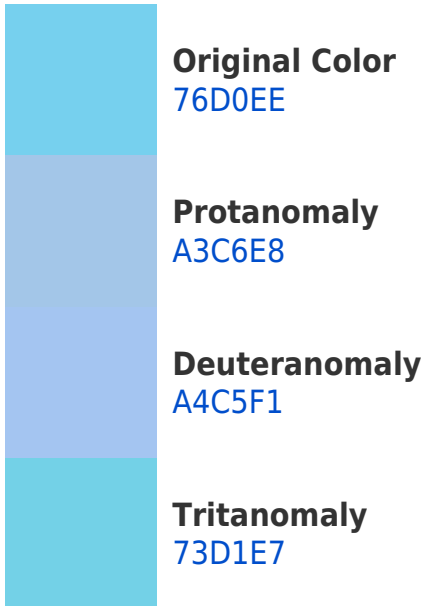 Original Color
76D0EE
Protanomaly
A3C6E8
Deuteranomaly
A4C5F1
Tritanomaly
73D1E7